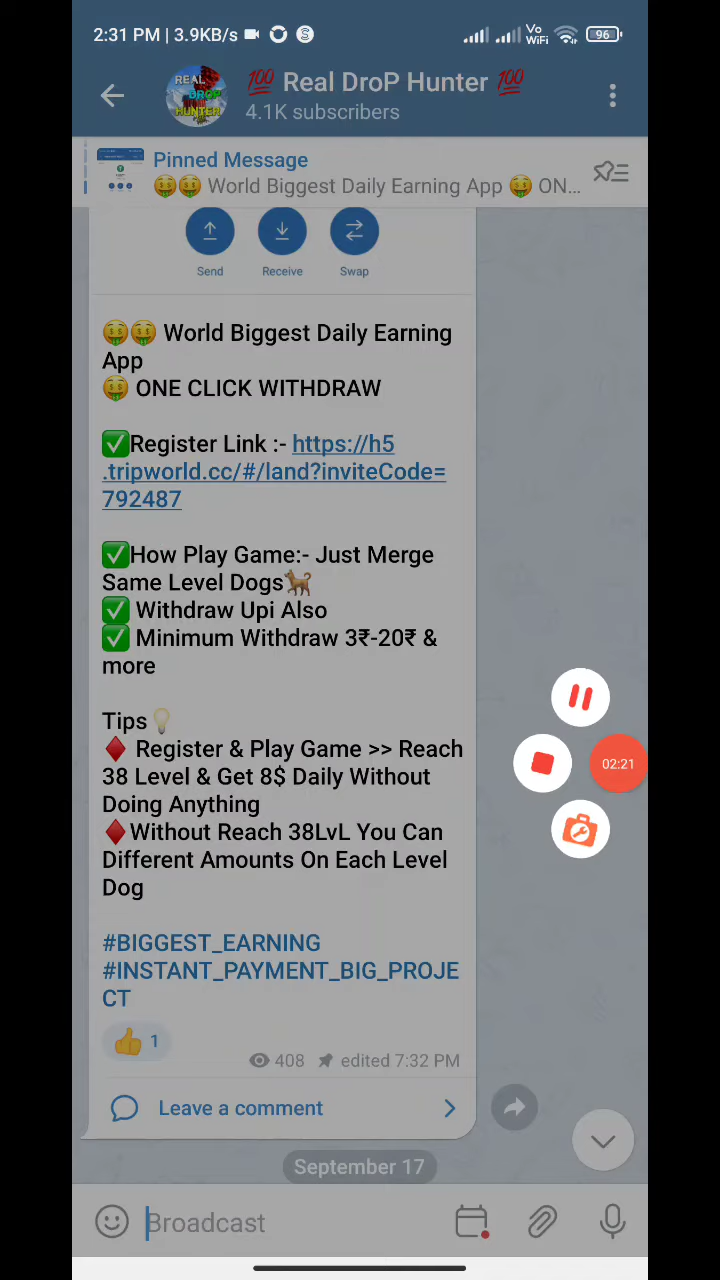 2:31 PM | 3.9KB/s
Vo
WiFi
96
REAL
DROP
HUNTER
💯 Real DroP Hunter 💯
4.1K subscribers
Pinned Message
🤑🤑 World Biggest Daily Earning App 🤑 ON...
Send Receive Swap
🤑🤑 World Biggest Daily Earning
App
🤑 ONE CLICK WITHDRAW
✅Register Link :- https://h5
.tripworld.cc/#/land?inviteCode=
792487
✅How Play Game:- Just Merge
Same Level Dogs🐕
✅ Withdraw Upi Also
✅ Minimum Withdraw 3₹-20₹ &
more
Tips💡
♦️ Register & Play Game >> Reach
38 Level & Get 8$ Daily Without
Doing Anything
♦️Without Reach 38LvL You Can
Different Amounts On Each Level
Dog
#BIGGEST_EARNING
#INSTANT_PAYMENT_BIG_PROJE
CT
👍 1
408 edited 7:32 PM
Leave a comment
September 17
Broadcast
02:21